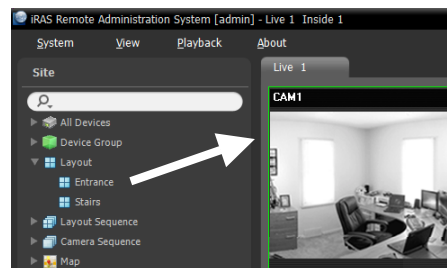 iRAS Remote Administration System [admin] - Live 1 Inside 1
System View Playback About
Site
Live 1
CAM1
All Devices
Device Group
Layout
Entrance
Stairs
Layout Sequence
Camera Sequence
Map